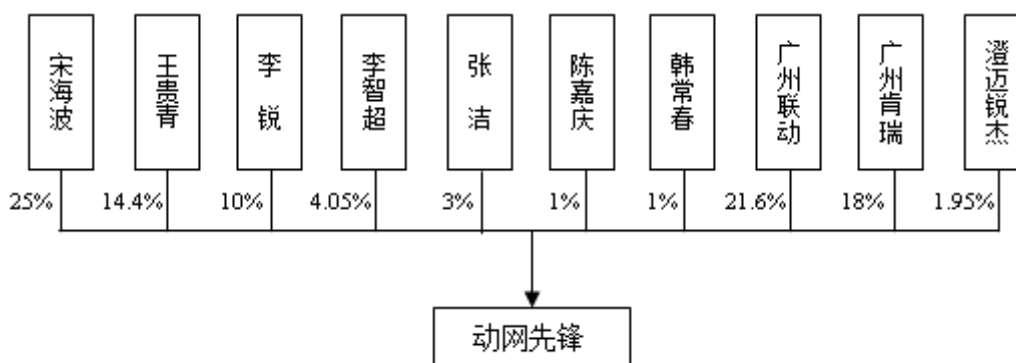 宋海波
王贵青
李锐
李智超
张洁
陈嘉庆
韩常春
广州联动
广州肯瑞
澄迈锐杰
25%
14.4%
10%
4.05%
3%
1%
1%
21.6%
18%
1.95%
动网先锋